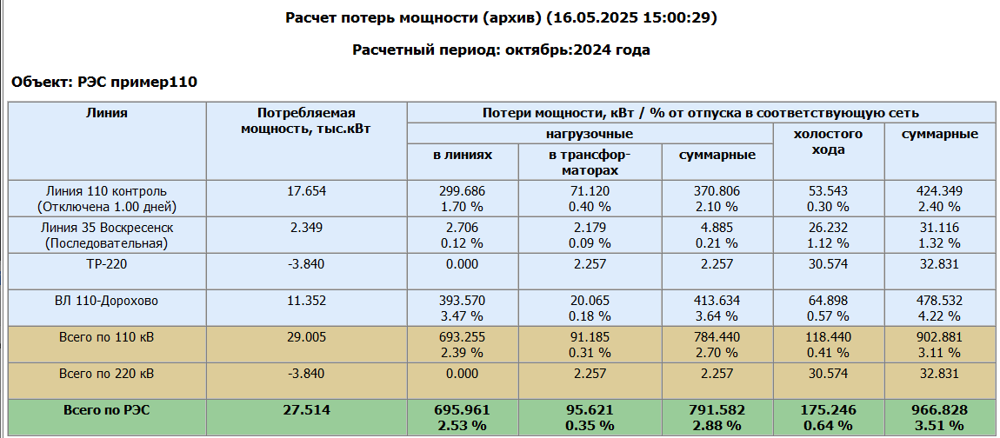 Расчет потерь мощности (архив) (16.05.2025 15:00:29)
Расчетный период: октябрь:2024 года
Объект: РЭС пример110
Линия
Потребляемая
мощность, тыс.кВт
Потери мощности, кВт / % от отпуска в соответствующую сеть
нагрузочные
холостого
хода
суммарные
в линиях
в трансфор-
маторах
суммарные
Линия 110 контроль 17.654 299.686 71.120 370.806 53.543 424.349
(Отключена 1.00 дней) 1.70 % 0.40 % 2.10 % 0.30 % 2.40 %
Линия 35 Воскресенск 2.349 2.706 2.179 4.885 26.232 31.116
(Последовательная) 0.12 % 0.09 % 0.21 % 1.12 % 1.32 %
ТР-220 -3.840 0.000 2.257 2.257 30.574 32.831
ВЛ 110-Дорохово 11.352 393.570 20.065 413.634 64.898 478.532
3.47 % 0.18 % 3.64 % 0.57 % 4.22 %
Всего по 110 кВ 29.005 693.255 91.185 784.440 118.440 902.881
2.39 % 0.31 % 2.70 % 0.41 % 3.11 %
Всего по 220 кВ -3.840 0.000 2.257 2.257 30.574 32.831
Всего по РЭС 27.514 695.961 95.621 791.582 175.246 966.828
2.53 % 0.35 % 2.88 % 0.64 % 3.51 %